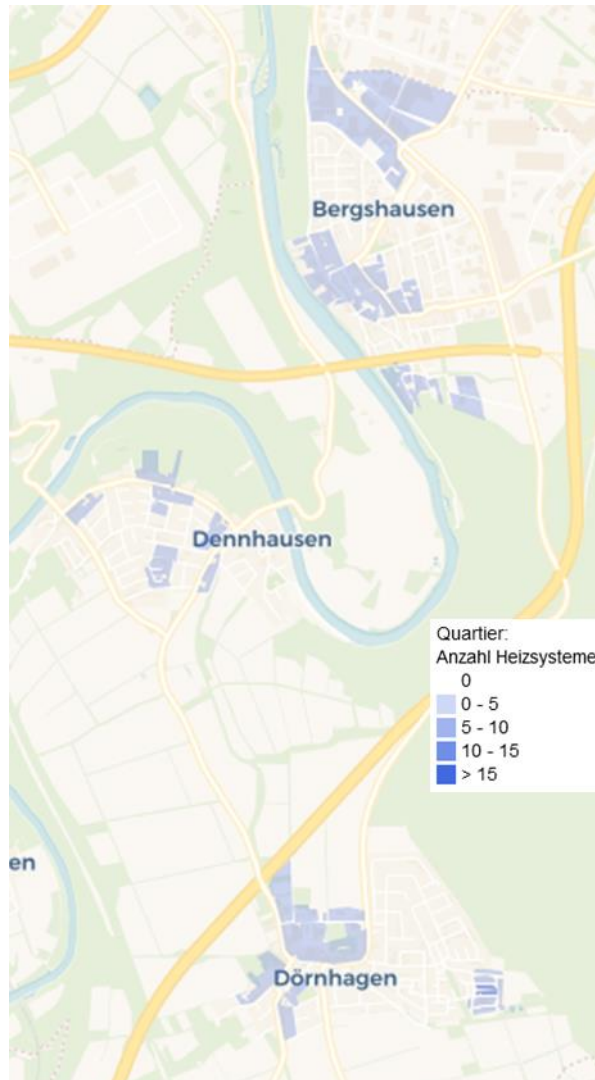 Bergshausen
Dennhausen
Quartier:
Anzahl Heizsysteme
0
0 - 5
5 - 10
10 - 15
> 15
en
Dörnhagen